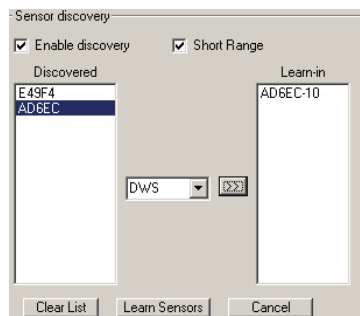 Sensor discovery
Enable discovery
Short Range
Discovered
Learn-in
E49F4
AD6EC
AD6EC-10
DWS
>>
Clear List
Learn Sensors
Cancel